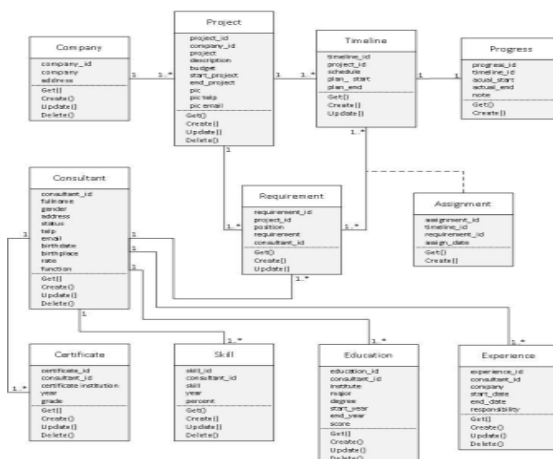 Company
company_id
company
address
Get()
Create()
Update()
Delete()
1
1..*
Project
project_id
company_id
project
description
budget
start_project
end_project
pic
pic telp
pic email
Get()
Create()
Update()
Delete()
1
1..*
Timeline
timeline_id
project_id
schedule
plan_ start
plan_end
Get()
Create()
Update()
1
1
Progress
progress_id
timeline_id
acual_start
actual_end
note
Get()
Create()
1
1..*
1..*
1..*
Consultant
consultant_id
fullname
gender
address
status
telp
email
birthdate
birthplace
rate
function
Get()
Create()
Update()
Delete()
Requirement
requirement_id
project_id
position
requirement
consultant_id
Get()
Create()
Update()
Assignment
assignment_id
timeline_id
requirement_id
assign_date
Get()
Create()
1
1
1
1
1
1..*
1..*
1..*
1..*
1..*
Certificate
certificate_id
consultant_id
certificate institution
year
grade
Get()
Create()
Update()
Delete()
Skill
skill_id
consultant_id
skill
year
percent
Get()
Create()
Update()
Delete()
Education
education_id
consultant_id
institute
major
degree
start_year
end_year
score
Get()
Create()
Update()
Delete()
Experience
experience_id
consultant_id
company
start_date
end_date
responsibility
Get()
Create()
Update()
Delete()